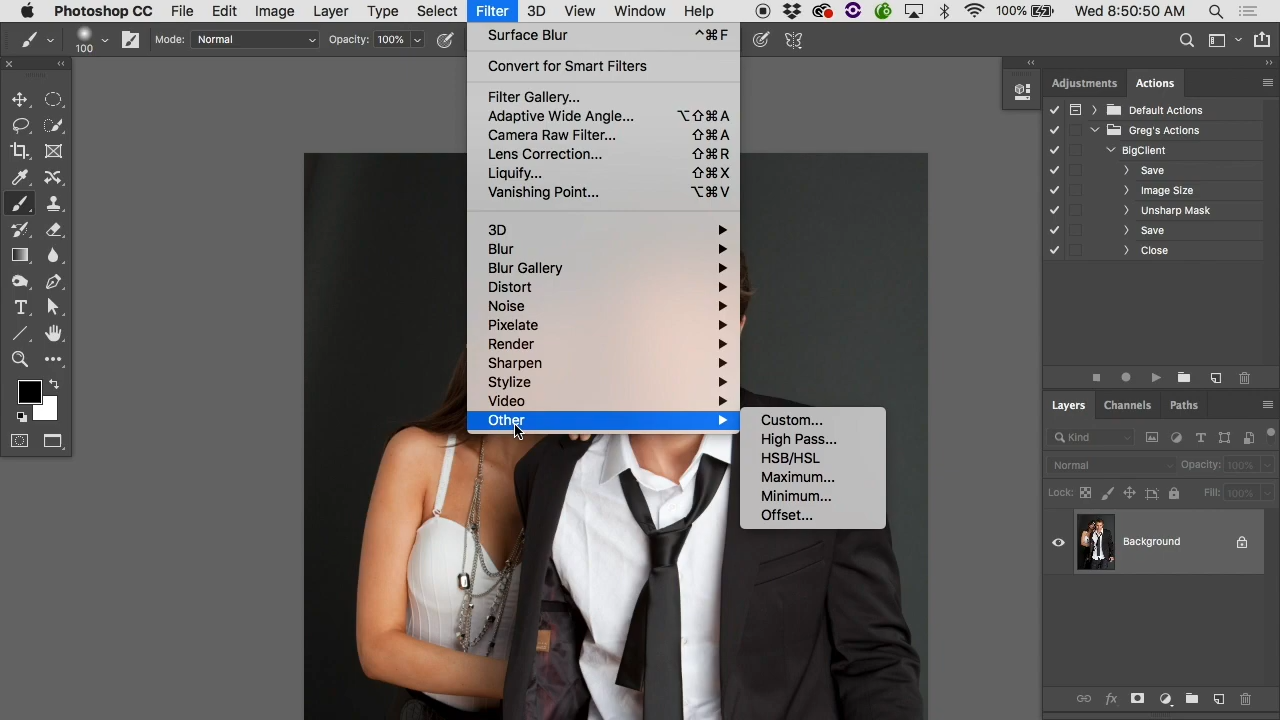 Photoshop CC File Edit Image Layer Type Select Filter 3D View Window Help 100% Wed 8:50:50 AM
100 Mode: Normal Opacity: 100%
Surface Blur ^⌘F
Convert for Smart Filters
Filter Gallery...
Adaptive Wide Angle... ⌥⇧⌘A
Camera Raw Filter... ⇧⌘A
Lens Correction... ⇧⌘R
Liquify... ⇧⌘X
Vanishing Point... ⌥⌘V
3D
Blur
Blur Gallery
Distort
Noise
Pixelate
Render
Sharpen
Stylize
Video
Other
Custom...
High Pass...
HSB/HSL
Maximum...
Minimum...
Offset...
Adjustments Actions
Default Actions
Greg's Actions
BigClient
Save
Image Size
Unsharp Mask
Save
Close
Layers Channels Paths
Kind
Normal Opacity: 100%
Lock: Fill: 100%
Background